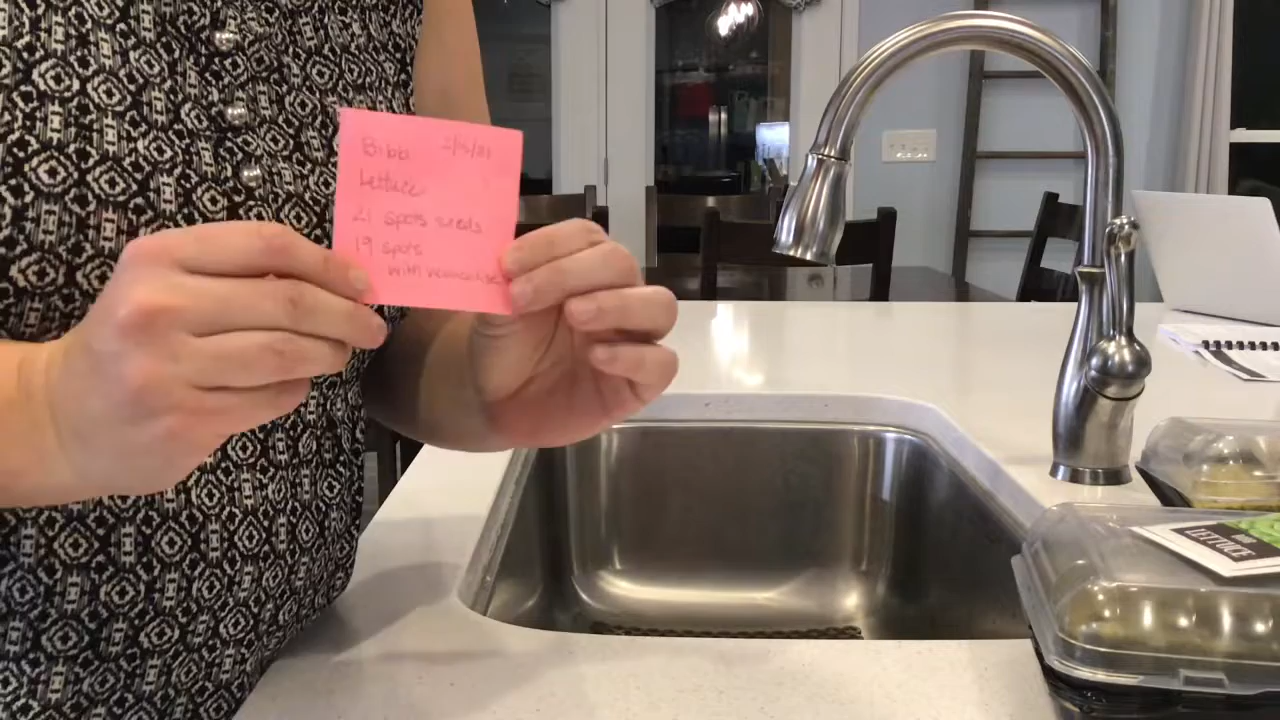 Bibb
Lettuce
21 spots seeds
19 spots
with
LETTUCE